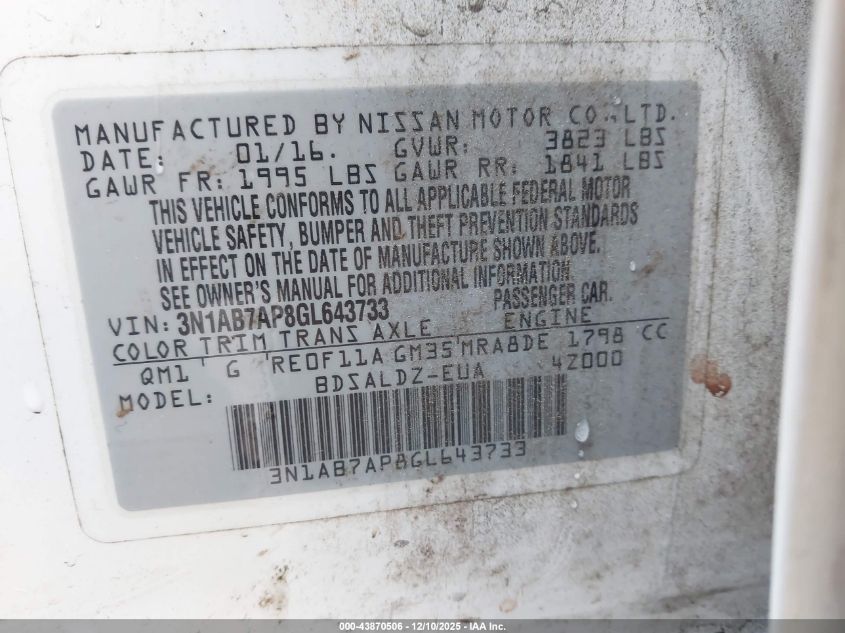 MANUFACTURED BY NISSAN MOTOR CO., LTD.
DATE: 01/16. GVWR: 3823 LBS
GAWR FR: 1995 LBS GAWR RR: 1841 LBS
THIS VEHICLE CONFORMS TO ALL APPLICABLE FEDERAL MOTOR
VEHICLE SAFETY, BUMPER AND THEFT PREVENTION STANDARDS
IN EFFECT ON THE DATE OF MANUFACTURE SHOWN ABOVE.
SEE OWNER'S MANUAL FOR ADDITIONAL INFORMATION.
VIN: 3N1AB7AP8GL643733 PASSENGER CAR.
COLOR TRIM TRANS AXLE ENGINE
QM1 G RE0F11A GM35 MRA8DE 1798 CC
MODEL: BDSALDZ-EUA 42000
3N1AB7AP8GL643733
000-43870506 • 12/10/2025 • IAA Inc.